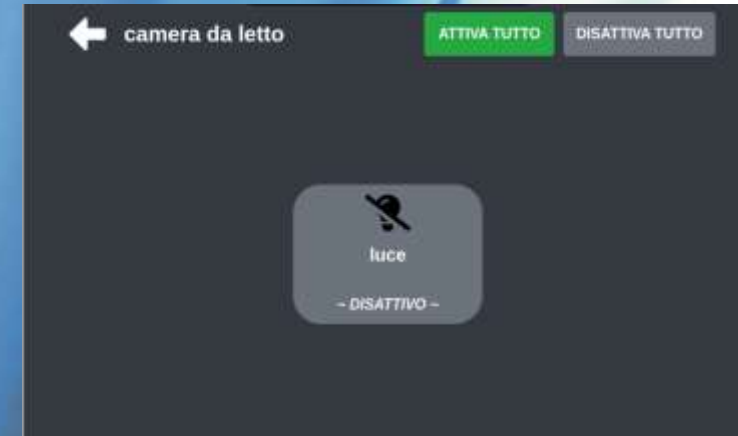 camera da letto
ATTIVA TUTTO
DISATTIVA TUTTO
luce
~ DISATTIVO ~